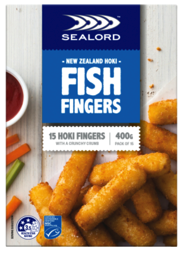 SEALORD
- NEW ZEALAND HOKI -
FISH
FINGERS
15 HOKI FINGERS
WITH A CRUNCHY CRUMB
400g
PACK OF 15